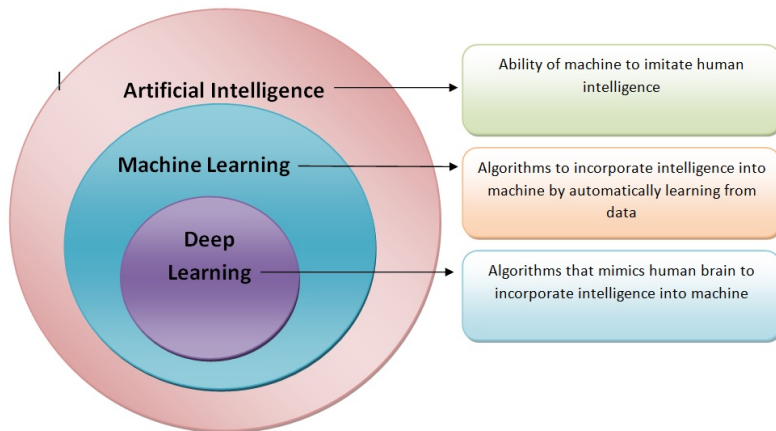 Artificial Intelligence
Ability of machine to imitate human
intelligence
Machine Learning
Algorithms to incorporate intelligence into
machine by automatically learning from
data
Deep
Learning
Algorithms that mimics human brain to
incorporate intelligence into machine